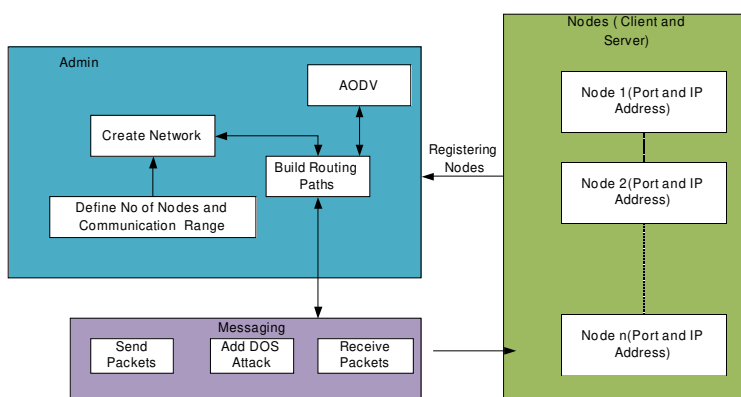 Admin
AODV
Create Network
Build Routing
Paths
Define No of Nodes and
Communication Range
Registering
Nodes
Nodes ( Client and
Server)
Node 1(Port and IP
Address)
Node 2(Port and IP
Address)
Node n(Port and IP
Address)
Messaging
Send
Packets
Add DOS
Attack
Receive
Packets